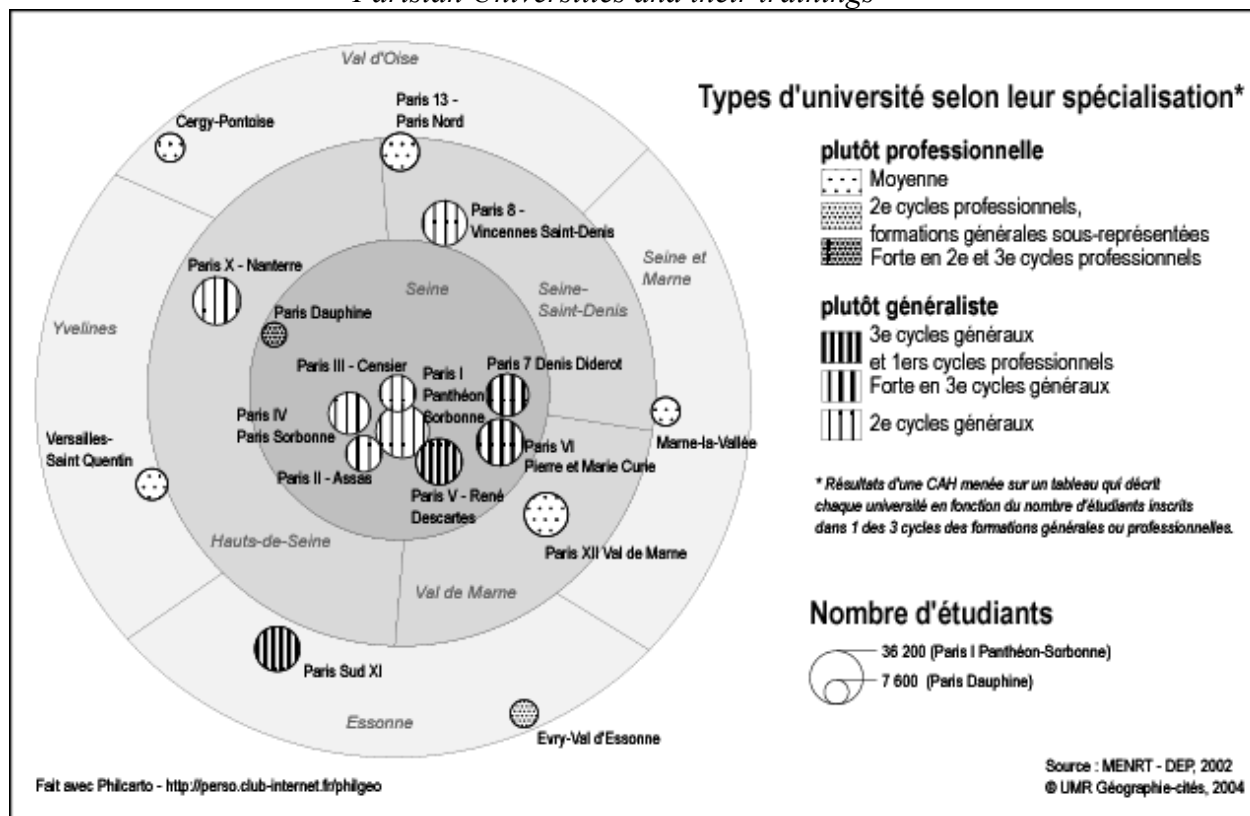 Parisian Universities and their trainings
Val d'Oise
Cergy-Pontoise
Paris 13 -
Paris Nord
Paris 8 -
Vincennes Saint-Denis
Seine et
Marne
Paris X - Nanterre
Seine
Seine-
Saint-Denis
Yvelines
Paris Dauphine
Paris III - Censier
Paris I
Panthéon
Sorbonne
Paris 7 Denis Diderot
Paris IV
Paris Sorbonne
Marne-la-Vallée
Versailles-
Saint Quentin
Paris II - Assas
Paris VI
Pierre et Marie Curie
Paris V - René
Descartes
Hauts-de-Seine
Paris XII Val de Marne
Val de Marne
Paris Sud XI
Essonne
Evry-Val d'Essonne
Fait avec Philcarto - http://perso.club-internet.fr/philgeo
Types d'université selon leur spécialisation*
plutôt professionnelle
Moyenne
2e cycles professionnels,
formations générales sous-représentées
Forte en 2e et 3e cycles professionnels
plutôt généraliste
3e cycles généraux
et 1ers cycles professionnels
Forte en 3e cycles généraux
2e cycles généraux
* Résultats d'une CAH menée sur un tableau qui décrit
chaque université en fonction du nombre d'étudiants inscrits
dans 1 des 3 cycles des formations générales ou professionnelles.
Nombre d'étudiants
36 200 (Paris I Panthéon-Sorbonne)
7 600 (Paris Dauphine)
Source : MENRT - DEP, 2002
© UMR Géographie-cités, 2004